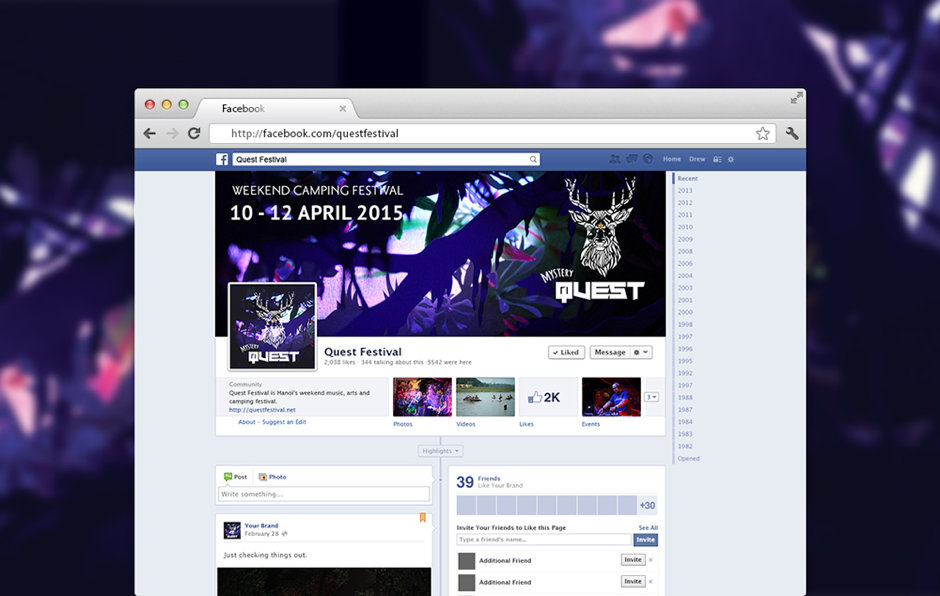 Facebook
http://facebook.com/questfestival
Quest Festival
Home Drew
WEEKEND CAMPING FESTIVAL
10 - 12 APRIL 2015
MYSTERY
QUEST
MYSTERY
QUEST
Quest Festival
2,038 likes · 344 talking about this ·5542 were here
Liked
Message
Community
Quest Festival is Hanoi's weekend music, arts and
camping festival.
http://questfestival.net
About - Suggest an Edit
Photos
Videos
2K
Likes
Events
3
Recent
2013
2012
2011
2010
2009
2008
2006
2004
2003
2001
2000
1998
1997
1996
1995
1992
1997
1988
1987
1984
1983
1982
Opened
Highlights
Post
Photo
Write something...
Your Brand
February 28
Just checking things out.
39 Friends
Like Your Brand
+30
Invite Your Friends to Like this Page See All
Type a friend's name... Invite
Additional Friend Invite
Additional Friend Invite